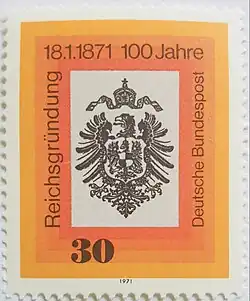 18.1.1871 100 Jahre
Reichsgründung
Deutsche Bundespost
30
1971